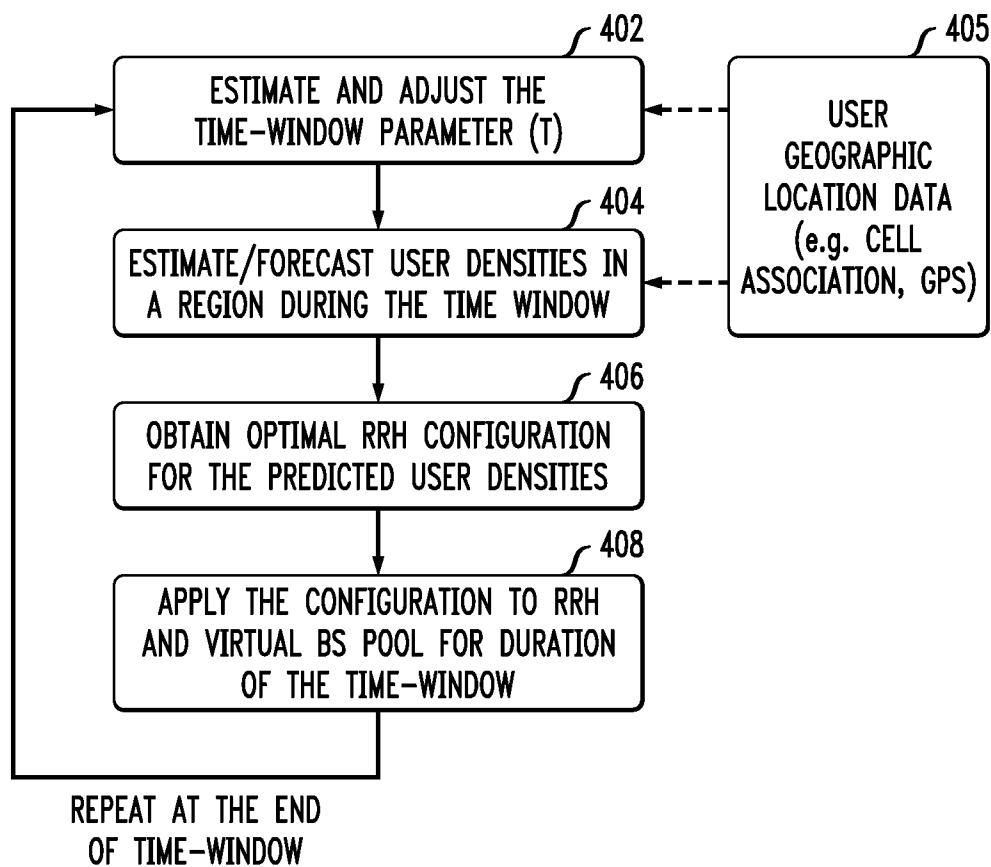 402
ESTIMATE AND ADJUST THE
TIME-WINDOW PARAMETER (T)
405
USER
GEOGRAPHIC
LOCATION DATA
(e.g. CELL
ASSOCIATION, GPS)
404
ESTIMATE/FORECAST USER DENSITIES IN
A REGION DURING THE TIME WINDOW
406
OBTAIN OPTIMAL RRH CONFIGURATION
FOR THE PREDICTED USER DENSITIES
408
APPLY THE CONFIGURATION TO RRH
AND VIRTUAL BS POOL FOR DURATION
OF THE TIME-WINDOW
REPEAT AT THE END
OF TIME-WINDOW